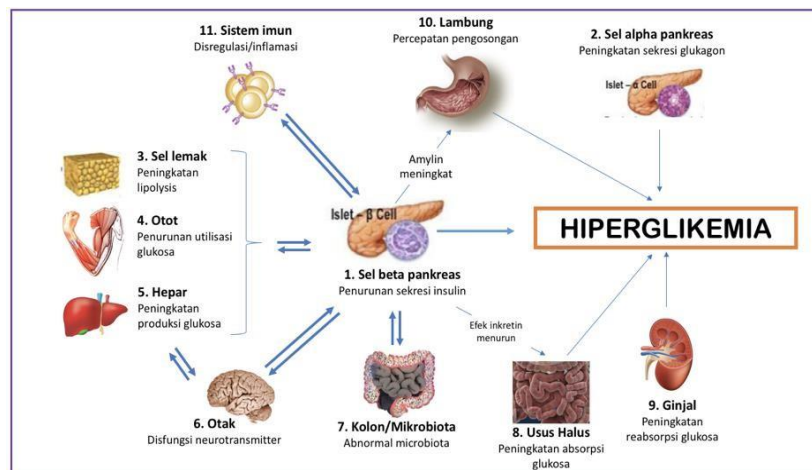 11. Sistem imun
Disregulasi/inflamasi
10. Lambung
Percepatan pengosongan
2. Sel alpha pankreas
Peningkatan sekresi glukagon
Islet – α Cell
3. Sel lemak
Peningkatan
lipolysis
4. Otot
Penurunan utilisasi
glukosa
5. Hepar
Peningkatan
produksi glukosa
Amylin
meningkat
Islet – β Cell
1. Sel beta pankreas
Penurunan sekresi insulin
HIPERGLIKEMIA
Efek inkretin
menurun
6. Otak
Disfungsi neurotransmitter
7. Kolon/Mikrobiota
Abnormal microbiota
8. Usus Halus
Peningkatan absorpsi
glukosa
9. Ginjal
Peningkatan
reabsorpsi glukosa